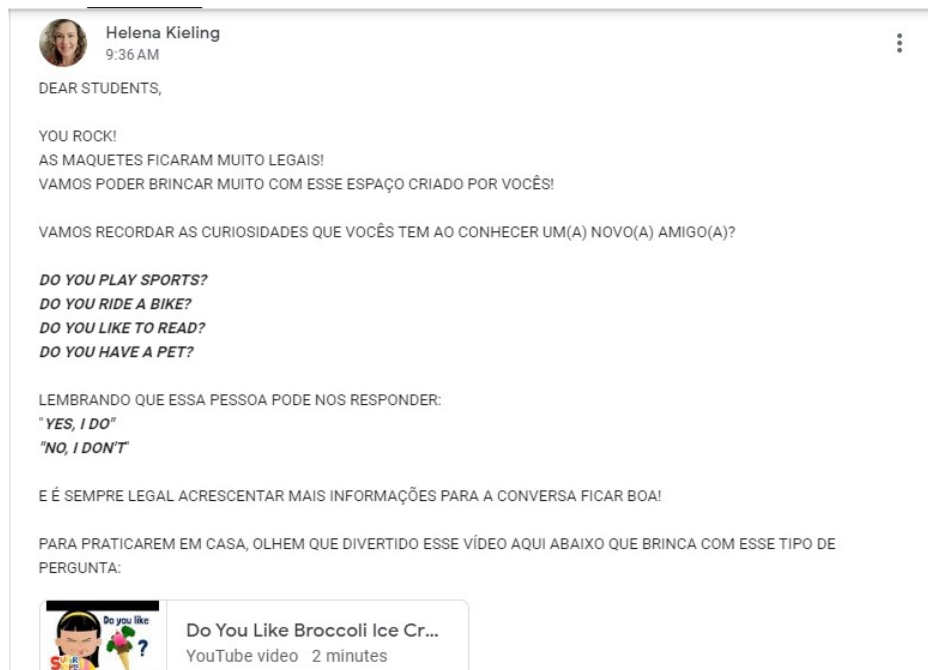 Helena Kieling
9:36 AM
DEAR STUDENTS,
YOU ROCK!
AS MAQUETES FICARAM MUITO LEGAIS!
VAMOS PODER BRINCAR MUITO COM ESSE ESPAÇO CRIADO POR VOCÊS!
VAMOS RECORDAR AS CURIOSIDADES QUE VOCÊS TEM AO CONHECER UM(A) NOVO(A) AMIGO(A)?
DO YOU PLAY SPORTS?
DO YOU RIDE A BIKE?
DO YOU LIKE TO READ?
DO YOU HAVE A PET?
LEMBRANDO QUE ESSA PESSOA PODE NOS RESPONDER:
"YES, I DO"
"NO, I DON'T"
E É SEMPRE LEGAL ACRESCENTAR MAIS INFORMAÇÕES PARA A CONVERSA FICAR BOA!
PARA PRATICAREM EM CASA, OLHEM QUE DIVERTIDO ESSE VÍDEO AQUI ABAIXO QUE BRINCA COM ESSE TIPO DE
PERGUNTA:
Do you like
?
SUPER
Do You Like Broccoli Ice Cr...
YouTube video 2 minutes